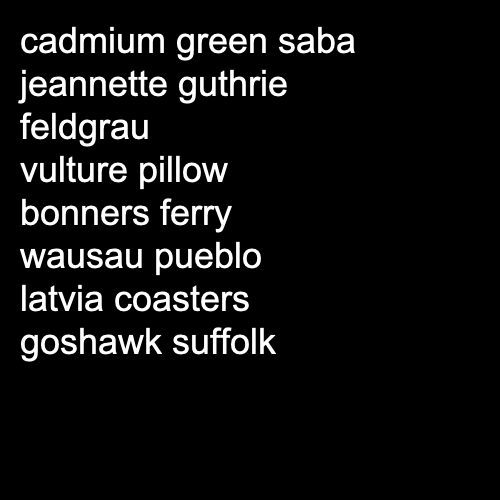 cadmium green saba
jeannette guthrie
feldgrau
vulture pillow
bonners ferry
wausau pueblo
latvia coasters
goshawk suffolk